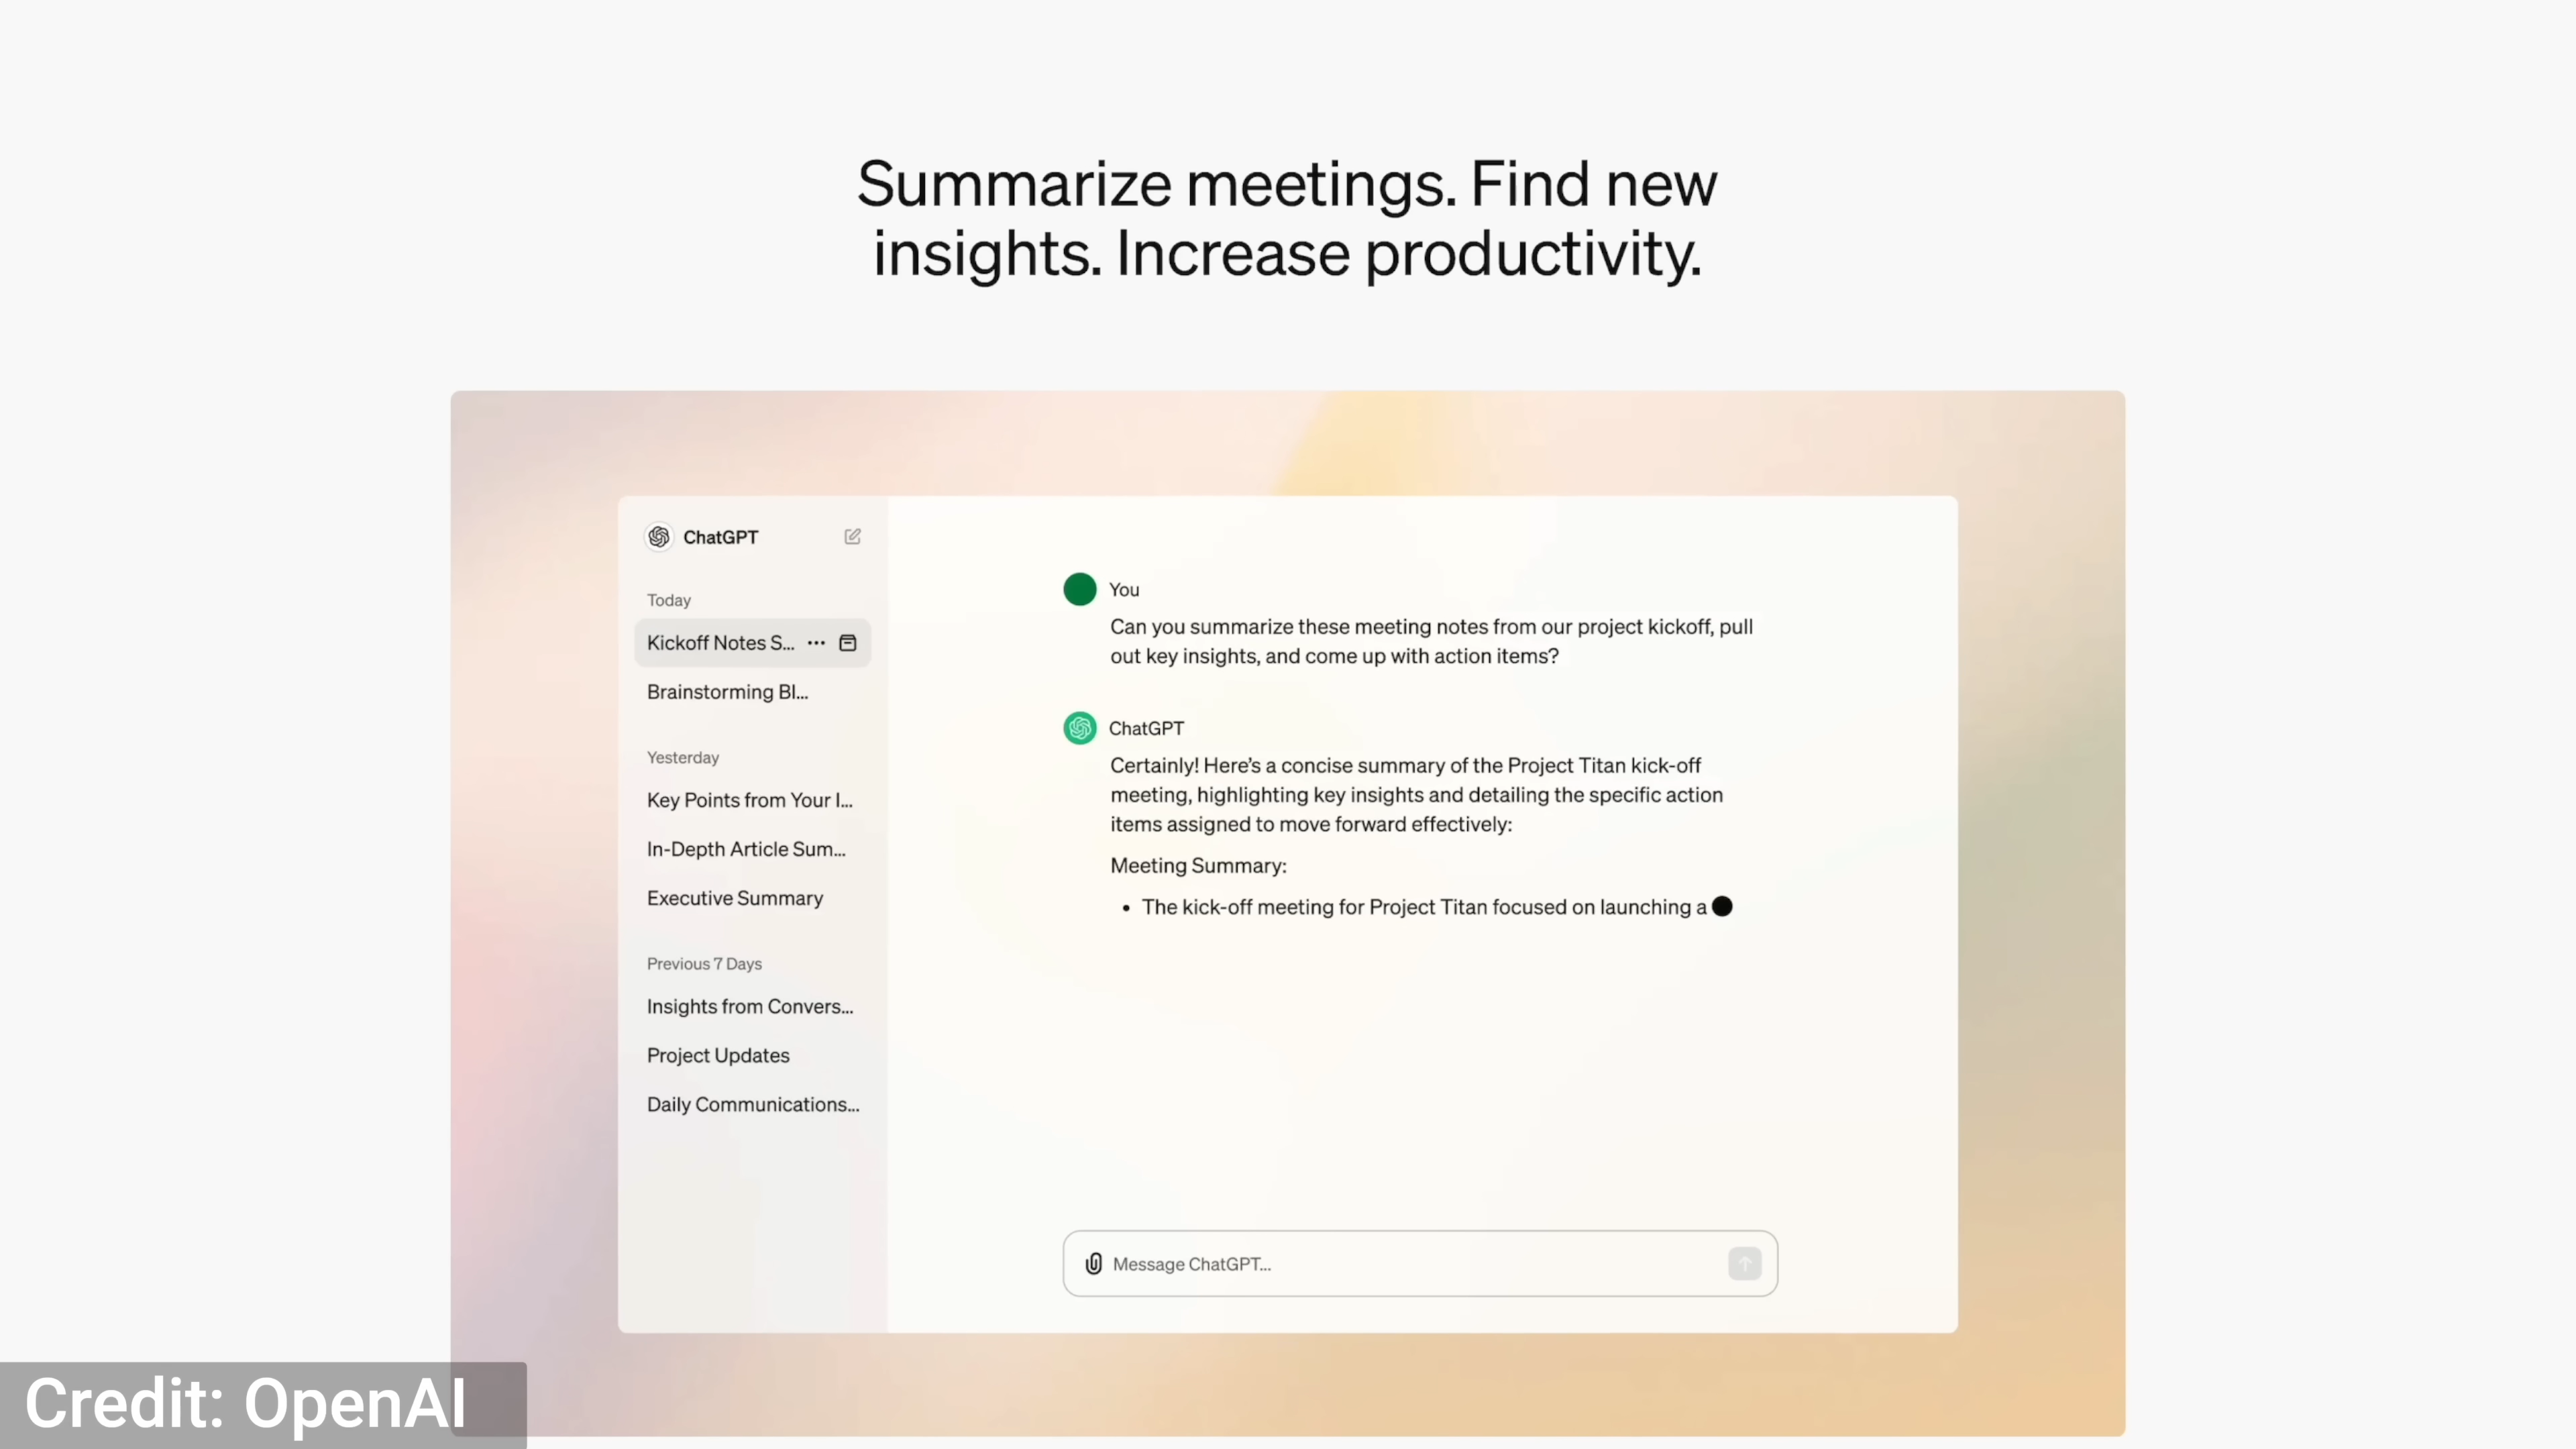 Summarize meetings. Find new
insights. Increase productivity.
ChatGPT
Today
Kickoff Notes S...
Brainstorming Bl...
Yesterday
Key Points from Your I...
In-Depth Article Sum...
Executive Summary
Previous 7 Days
Insights from Convers...
Project Updates
Daily Communications...
You
Can you summarize these meeting notes from our project kickoff, pull
out key insights, and come up with action items?
ChatGPT
Certainly! Here’s a concise summary of the Project Titan kick-off
meeting, highlighting key insights and detailing the specific action
items assigned to move forward effectively:
Meeting Summary:
• The kick-off meeting for Project Titan focused on launching a
Message ChatGPT...
Credit: OpenAI